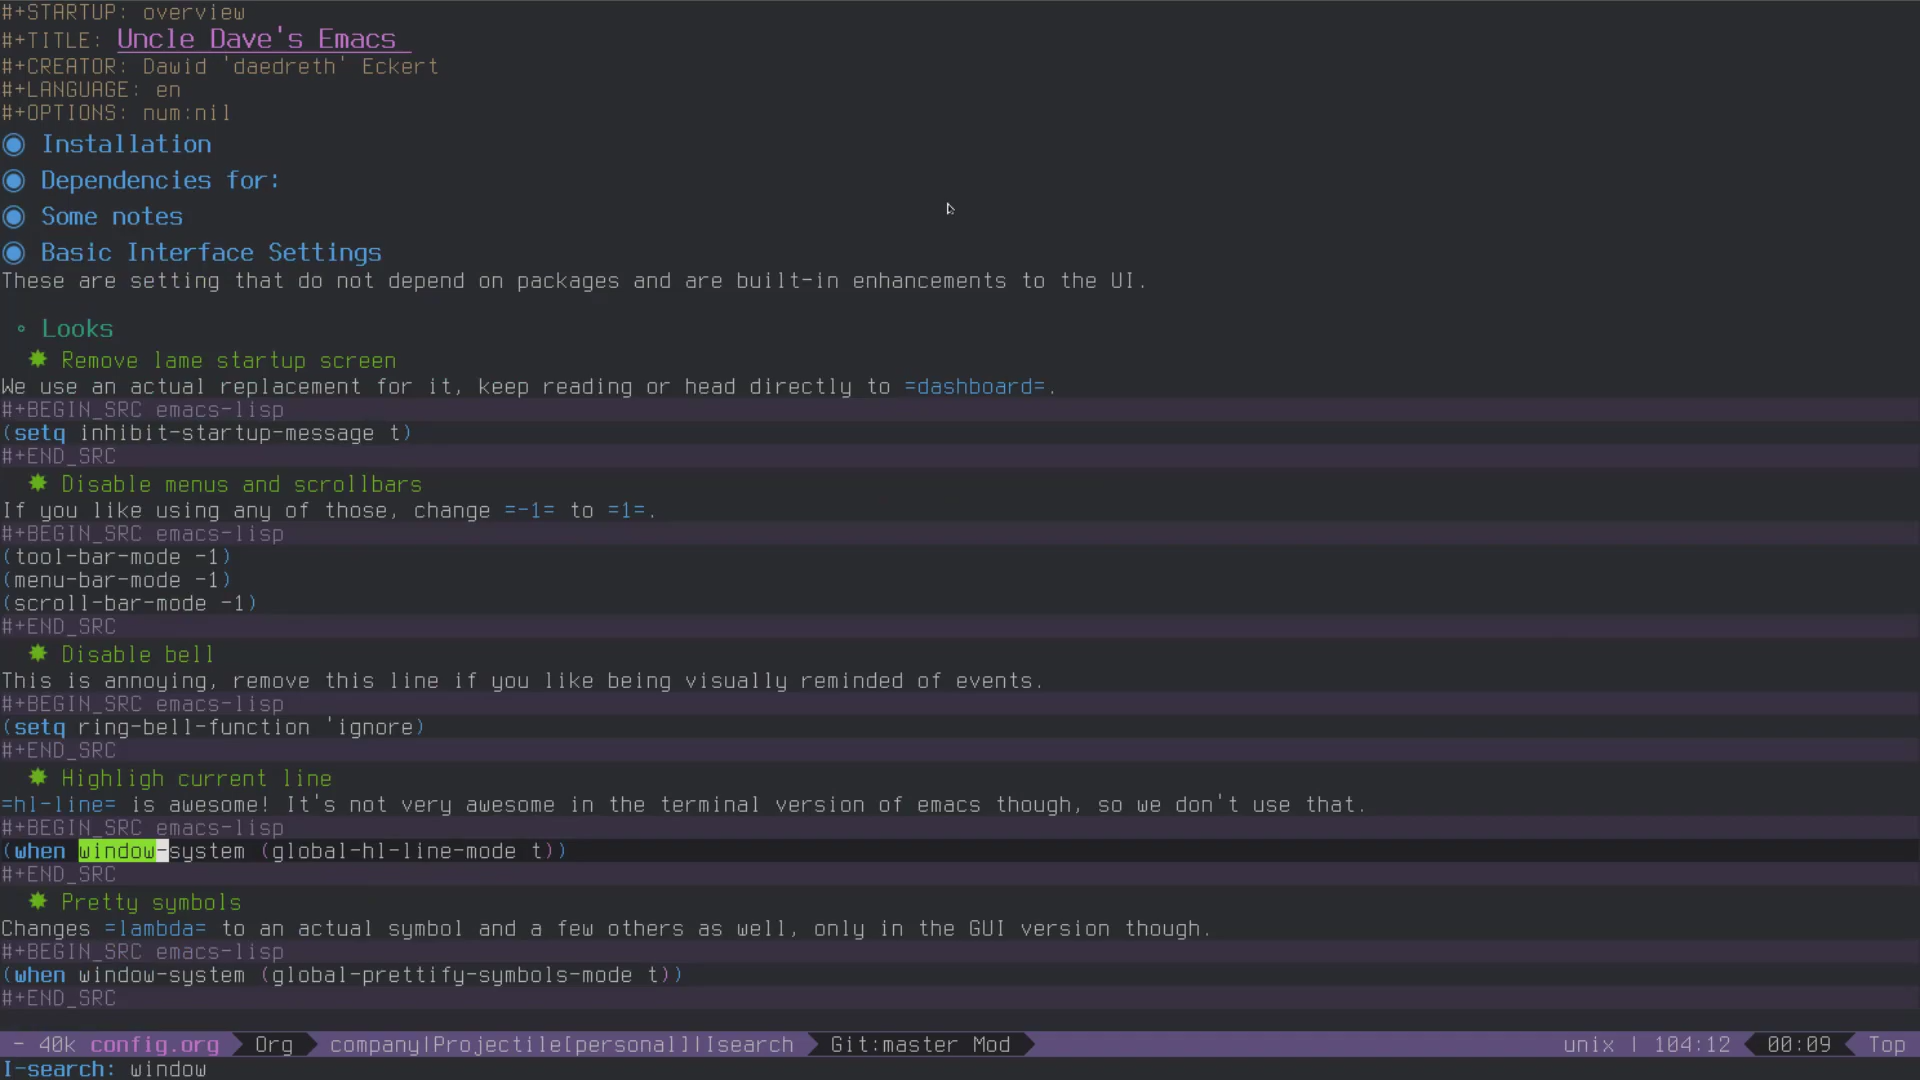 #+STARTUP: overview
#+TITLE: Uncle Dave's Emacs
#+CREATOR: Dawid 'daedreth' Eckert
#+LANGUAGE: en
#+OPTIONS: num:nil
◉ Installation
◉ Dependencies for:
◉ Some notes
◉ Basic Interface Settings
These are setting that do not depend on packages and are built-in enhancements to the UI.
◦ Looks
✸ Remove lame startup screen
We use an actual replacement for it, keep reading or head directly to =dashboard=.
#+BEGIN_SRC emacs-lisp
(setq inhibit-startup-message t)
#+END_SRC
✸ Disable menus and scrollbars
If you like using any of those, change =-1= to =1=.
#+BEGIN_SRC emacs-lisp
(tool-bar-mode -1)
(menu-bar-mode -1)
(scroll-bar-mode -1)
#+END_SRC
✸ Disable bell
This is annoying, remove this line if you like being visually reminded of events.
#+BEGIN_SRC emacs-lisp
(setq ring-bell-function 'ignore)
#+END_SRC
✸ Highligh current line
=hl-line= is awesome! It's not very awesome in the terminal version of emacs though, so we don't use that.
#+BEGIN_SRC emacs-lisp
(when window-system (global-hl-line-mode t))
#+END_SRC
✸ Pretty symbols
Changes =lambda= to an actual symbol and a few others as well, only in the GUI version though.
#+BEGIN_SRC emacs-lisp
(when window-system (global-prettify-symbols-mode t))
#+END_SRC
- 40k config.org Org company|Projectile[personal]|Isearch Git:master Mod unix | 104:12 00:09 Top
I-search: window